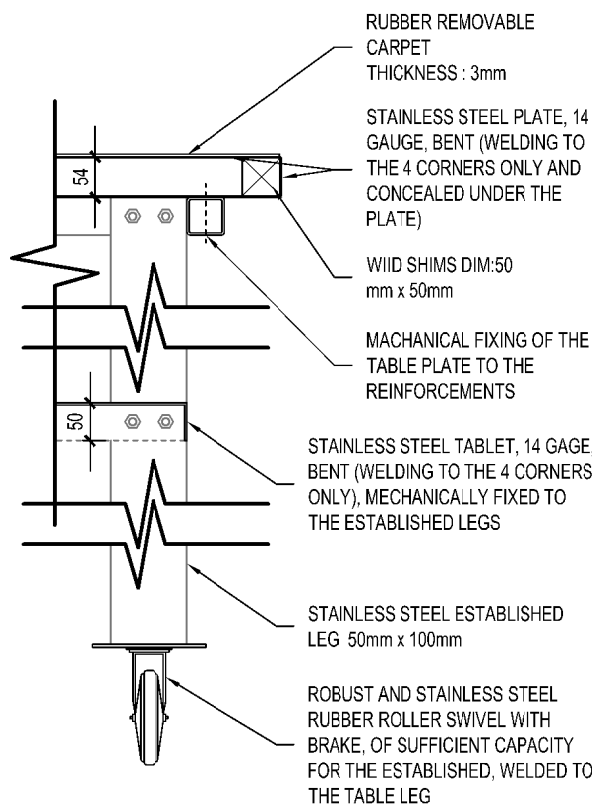 RUBBER REMOVABLE
CARPET
THICKNESS : 3mm
STAINLESS STEEL PLATE, 14
GAUGE, BENT (WELDING TO
THE 4 CORNERS ONLY AND
CONCEALED UNDER THE
PLATE)
54
WIID SHIMS DIM:50
mm x 50mm
MACHANICAL FIXING OF THE
TABLE PLATE TO THE
REINFORCEMENTS
50
STAINLESS STEEL TABLET, 14 GAGE,
BENT (WELDING TO THE 4 CORNERS
ONLY), MECHANICALLY FIXED TO
THE ESTABLISHED LEGS
STAINLESS STEEL ESTABLISHED
LEG 50mm x 100mm
ROBUST AND STAINLESS STEEL
RUBBER ROLLER SWIVEL WITH
BRAKE, OF SUFFICIENT CAPACITY
FOR THE ESTABLISHED, WELDED TO
THE TABLE LEG